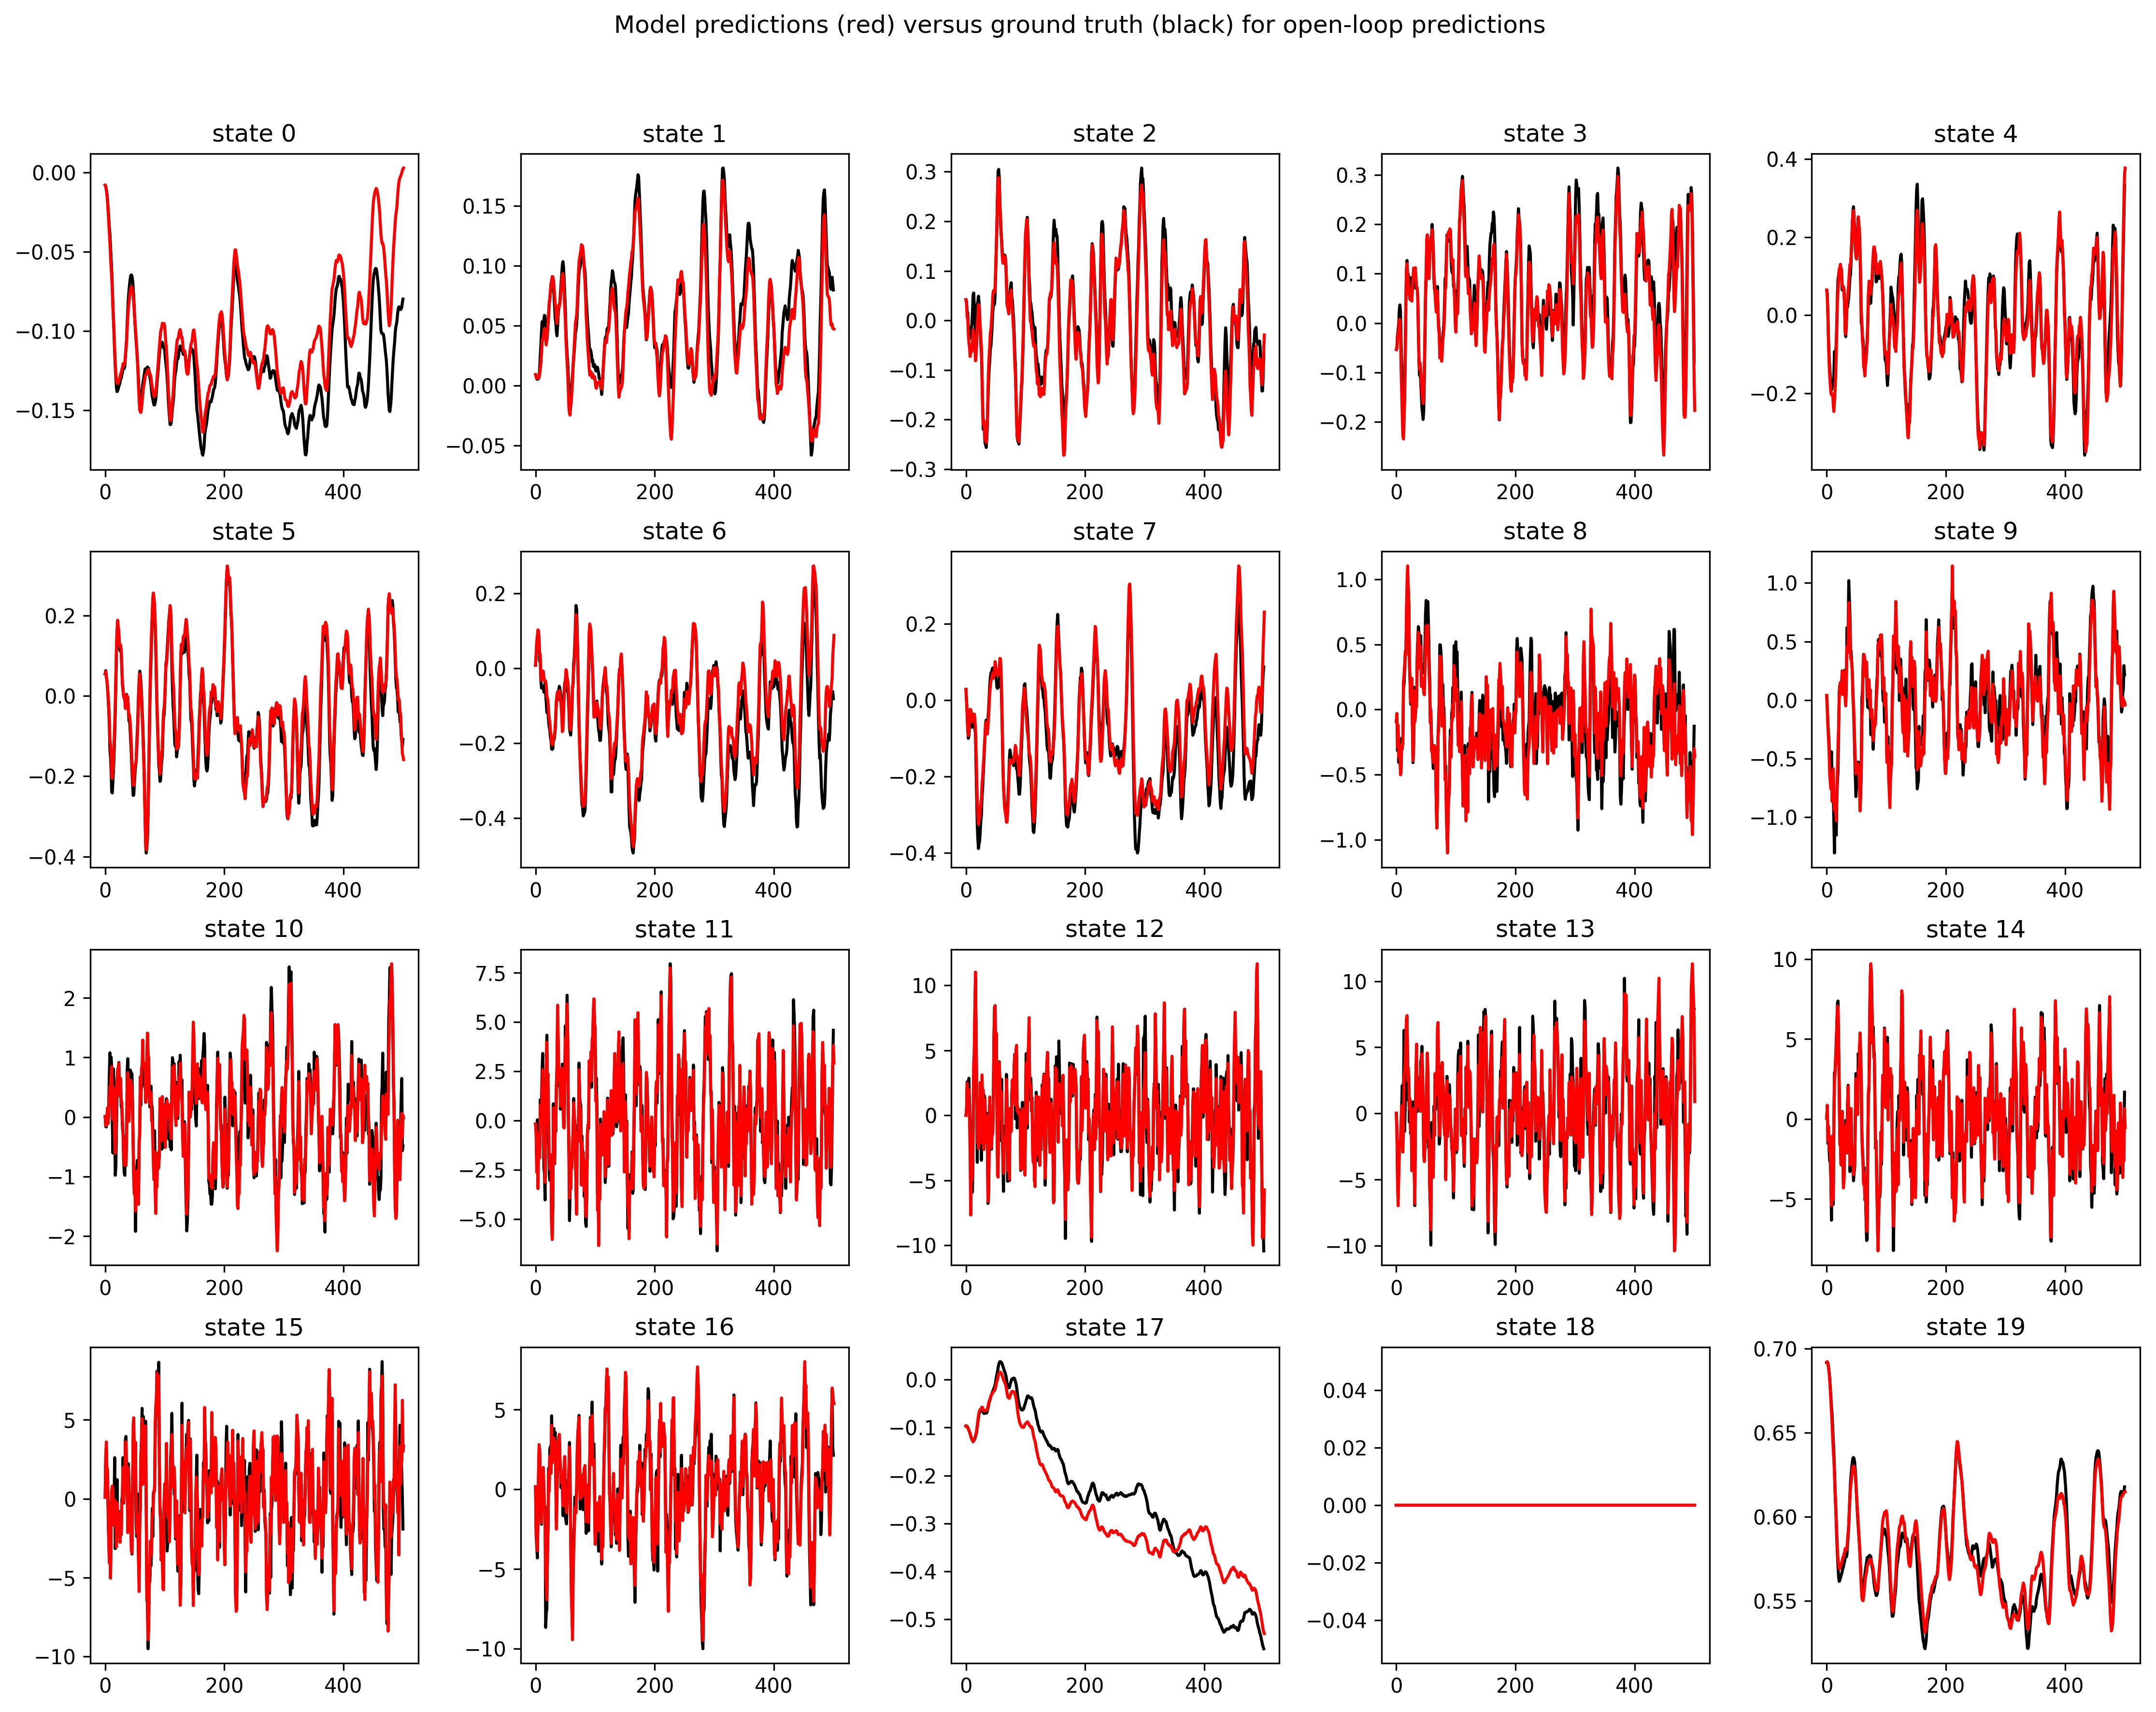 Model predictions (red) versus ground truth (black) for open-loop predictions
state 0
state 1
state 2
state 3
state 4
0.00
−0.05
−0.10
−0.15
0 200 400
0.15
0.10
0.05
0.00
−0.05
0 200 400
0.3
0.2
0.1
0.0
−0.1
−0.2
−0.3
0 200 400
0.3
0.2
0.1
0.0
−0.1
−0.2
0 200 400
0.4
0.2
0.0
−0.2
0 200 400
state 5
state 6
state 7
state 8
state 9
0.2
0.0
−0.2
−0.4
0 200 400
0.2
0.0
−0.2
−0.4
0 200 400
0.2
0.0
−0.2
−0.4
0 200 400
1.0
0.5
0.0
−0.5
−1.0
0 200 400
1.0
0.5
0.0
−0.5
−1.0
0 200 400
state 10
state 11
state 12
state 13
state 14
2
1
0
−1
−2
0 200 400
7.5
5.0
2.5
0.0
−2.5
−5.0
0 200 400
10
5
0
−5
−10
0 200 400
10
5
0
−5
−10
0 200 400
10
5
0
−5
0 200 400
state 15
state 16
state 17
state 18
state 19
5
0
−5
−10
0 200 400
5
0
−5
−10
0 200 400
0.0
−0.1
−0.2
−0.3
−0.4
−0.5
0 200 400
0.04
0.02
0.00
−0.02
−0.04
0 200 400
0.70
0.65
0.60
0.55
0 200 400